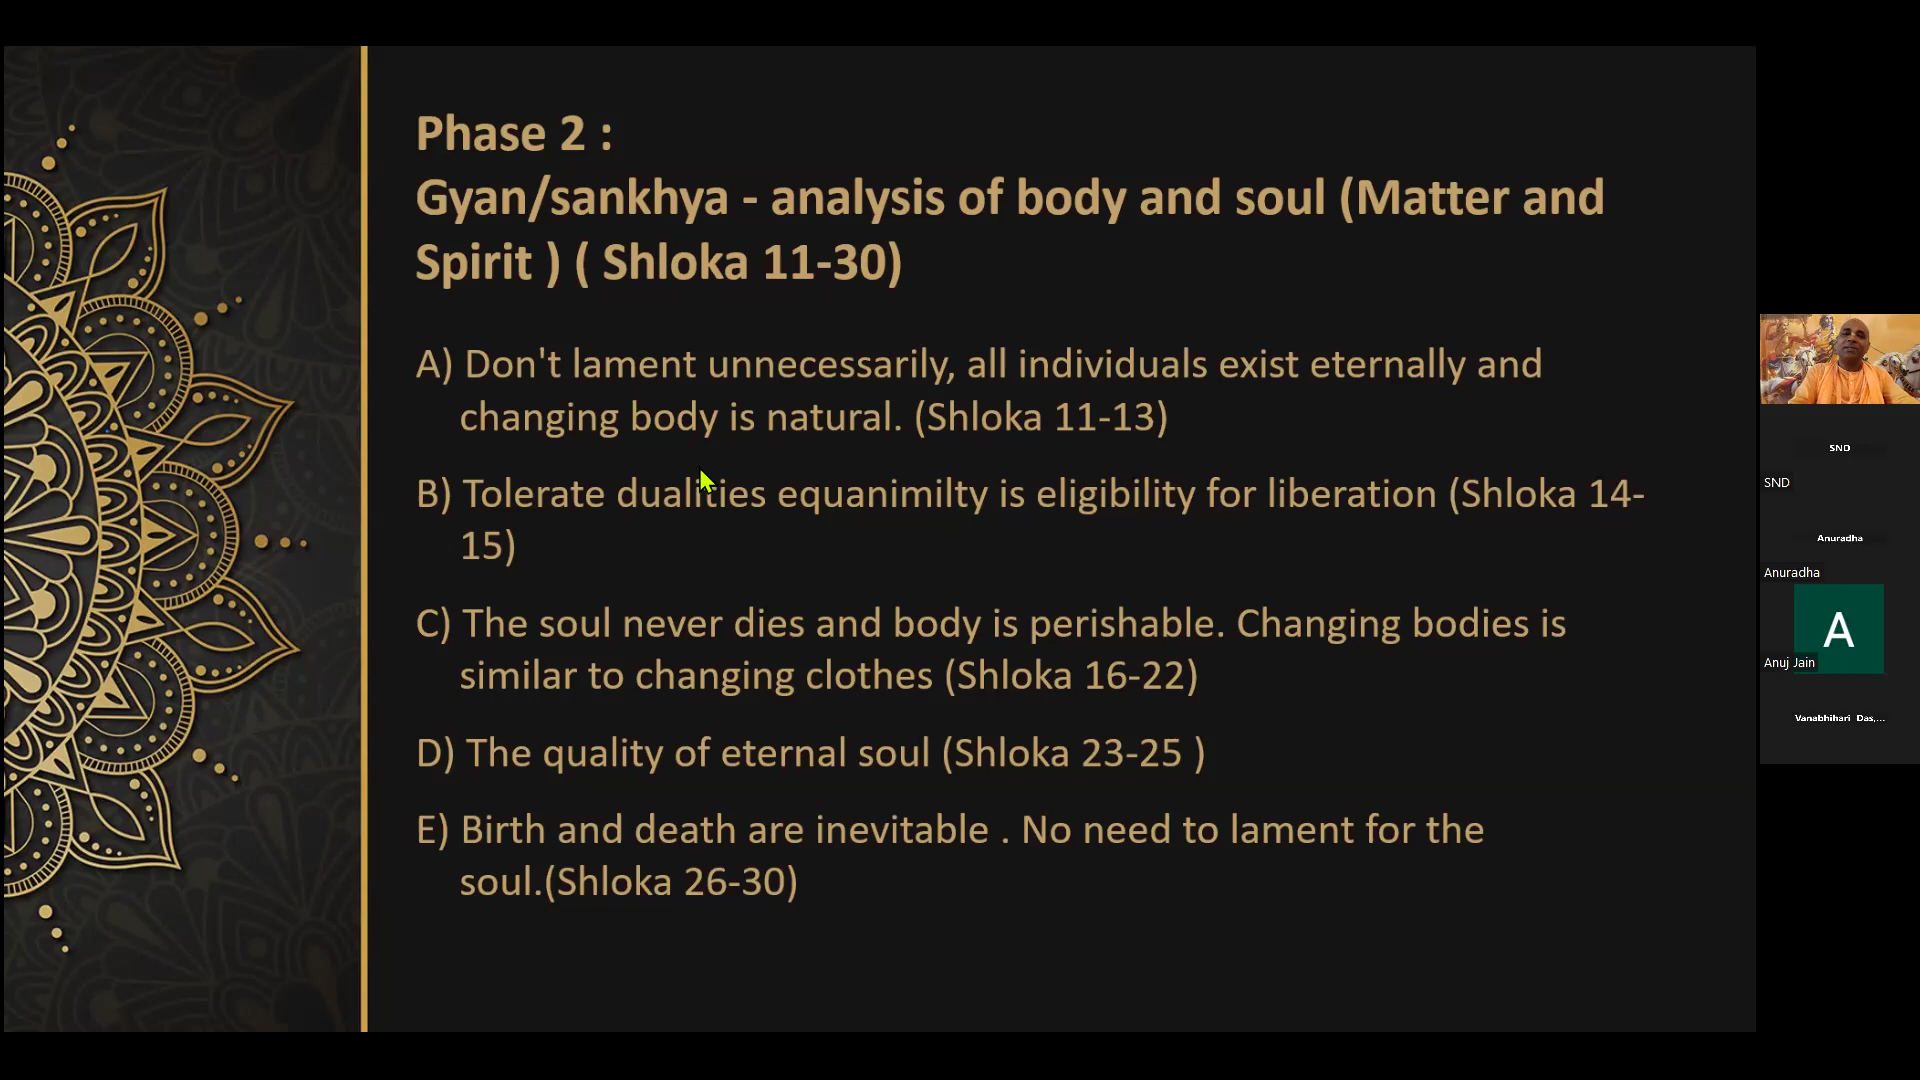 Phase 2 :
Gyan/sankhya - analysis of body and soul (Matter and
Spirit ) ( Shloka 11-30)
A) Don't lament unnecessarily, all individuals exist eternally and
changing body is natural. (Shloka 11-13)
B) Tolerate dualities equanimilty is eligibility for liberation (Shloka 14-
15)
C) The soul never dies and body is perishable. Changing bodies is
similar to changing clothes (Shloka 16-22)
D) The quality of eternal soul (Shloka 23-25 )
E) Birth and death are inevitable . No need to lament for the
soul.(Shloka 26-30)
SND
SND
Anuradha
Anuradha
A
Anuj Jain
Vanabhihari Das,...